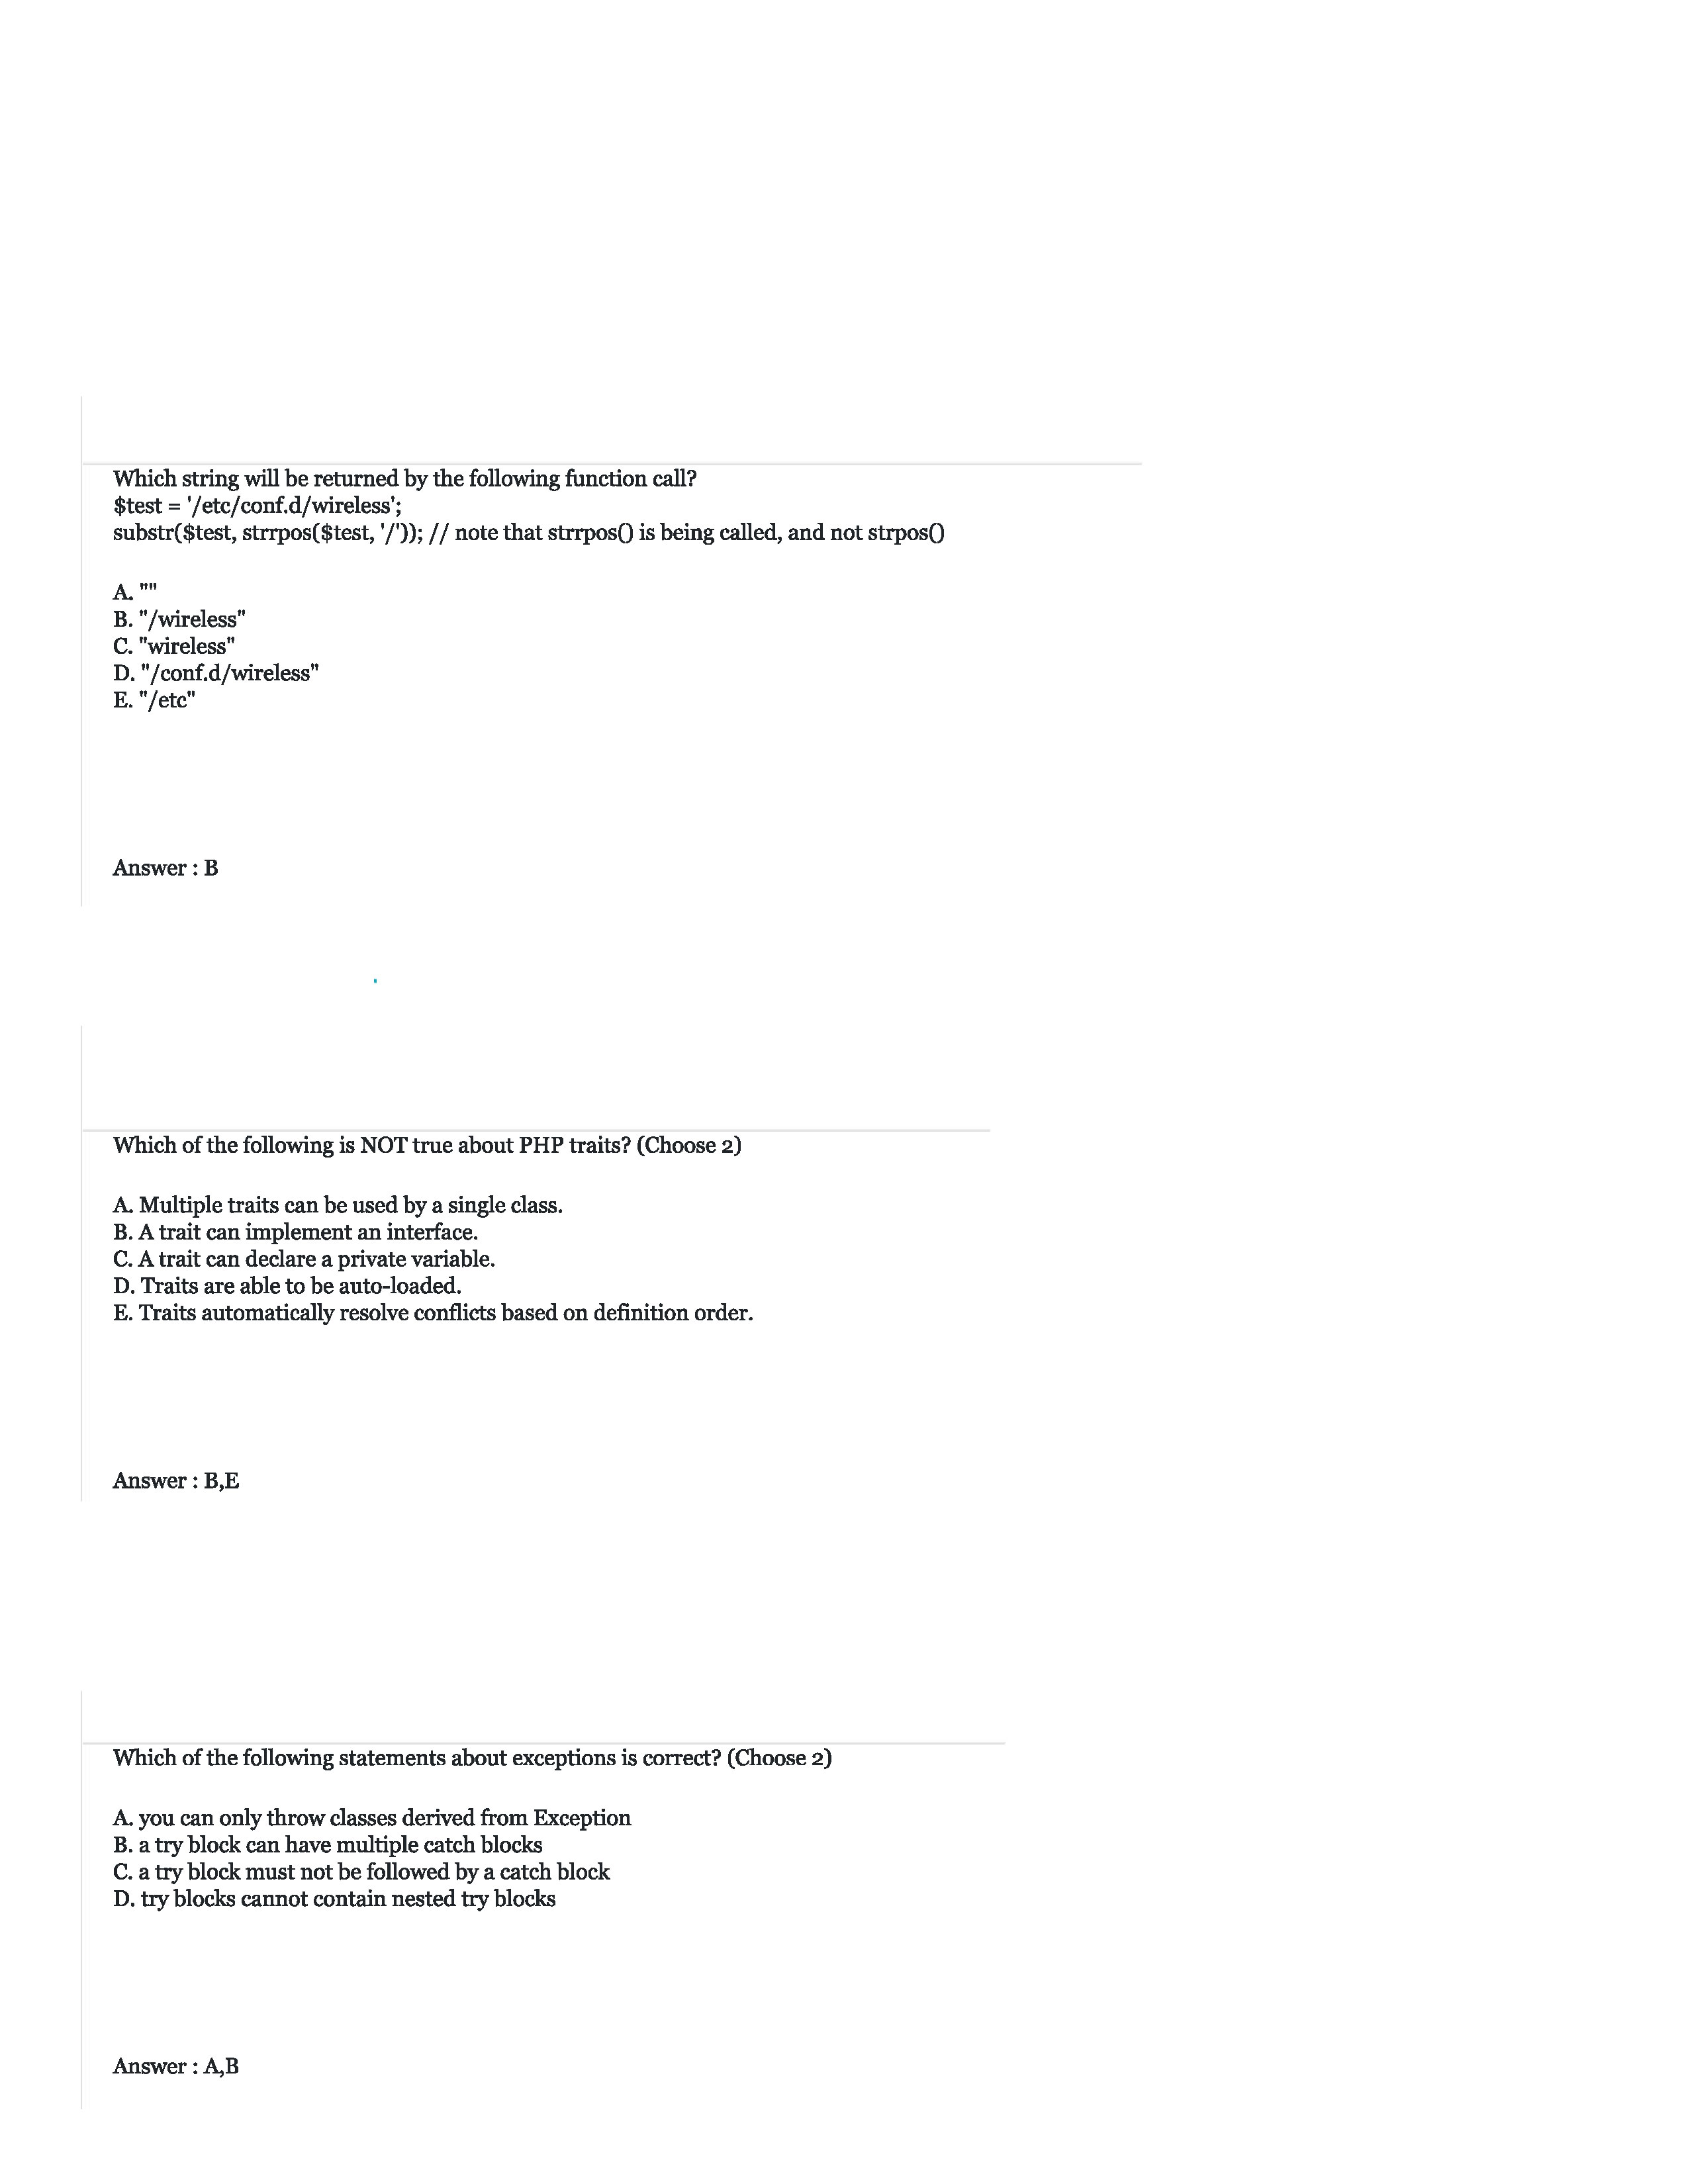 Which string will be returned by the following function call?
$test = '/etc/conf.d/wireless';
substr($test, strrpos($test, '/')); // note that strrpos() is being called, and not strpos()
A. ""
B. "/wireless"
C. "wireless"
D. "/conf.d/wireless"
E. "/etc"
Answer : B
Which of the following is NOT true about PHP traits? (Choose 2)
A. Multiple traits can be used by a single class.
B. A trait can implement an interface.
C. A trait can declare a private variable.
D. Traits are able to be auto-loaded.
E. Traits automatically resolve conflicts based on definition order.
Answer : B,E
Which of the following statements about exceptions is correct? (Choose 2)
A. you can only throw classes derived from Exception
B. a try block can have multiple catch blocks
C. a try block must not be followed by a catch block
D. try blocks cannot contain nested try blocks
Answer : A,B